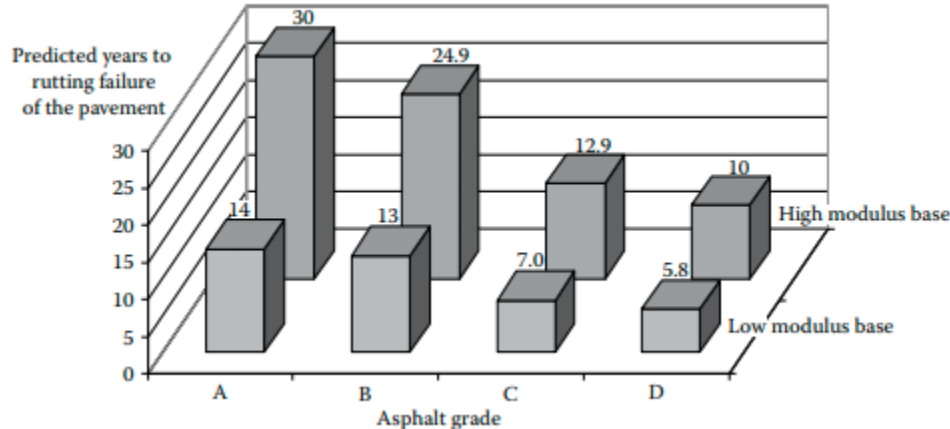 30
Predicted years to
rutting failure
of the pavement
24.9
30
25
20
15
10
5
0
14
13
12.9
10
7.0
5.8
High modulus base
Low modulus base
A B C D
Asphalt grade